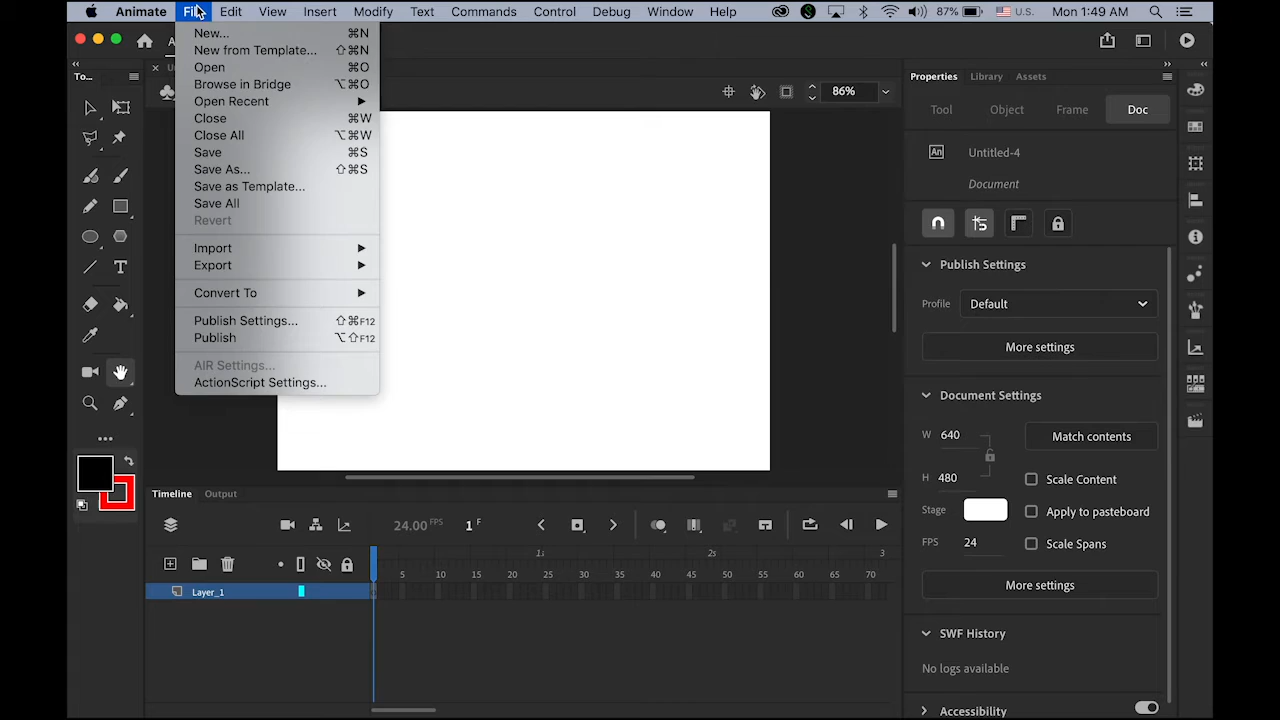 Animate File Edit View Insert Modify Text Commands Control Debug Window Help 87% U.S. Mon 1:49 AM
New... ⌘N
New from Template... ⇧⌘N
Open ⌘O
Browse in Bridge ⌥⌘O
Open Recent ▶
Close ⌘W
Close All ⌥⌘W
Save ⌘S
Save As... ⇧⌘S
Save as Template...
Save All
Revert
Import ▶
Export ▶
Convert To ▶
Publish Settings... ⇧⌘F12
Publish ⌥⇧F12
AIR Settings...
ActionScript Settings...
To...
86%
Properties Library Assets
Tool Object Frame Doc
An Untitled-4
Document
Publish Settings
Profile Default
More settings
Document Settings
W 640 Match contents
H 480 Scale Content
Stage Apply to pasteboard
FPS 24 Scale Spans
More settings
SWF History
No logs available
Accessibility
Timeline Output
24.00 FPS 1 F
1s 2s 3
5 10 15 20 25 30 35 40 45 50 55 60 65 70
Layer_1